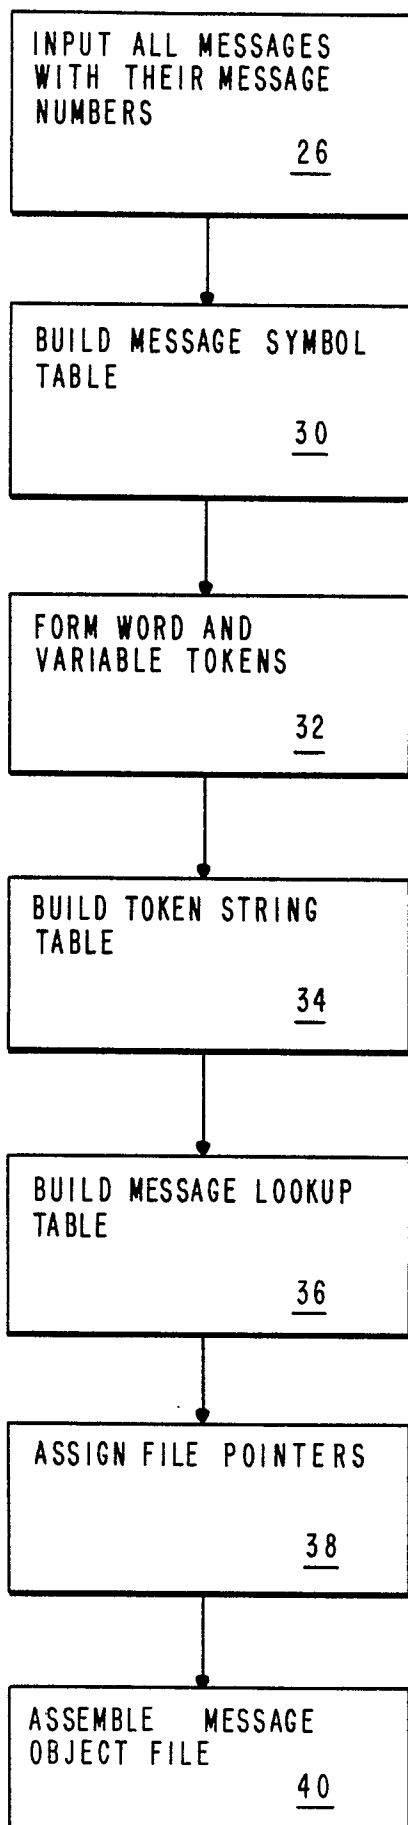 INPUT ALL MESSAGES
WITH THEIR MESSAGE
NUMBERS
26
BUILD MESSAGE SYMBOL
TABLE
30
FORM WORD AND
VARIABLE TOKENS
32
BUILD TOKEN STRING
TABLE
34
BUILD MESSAGE LOOKUP
TABLE
36
ASSIGN FILE POINTERS
38
ASSEMBLE MESSAGE
OBJECT FILE
40